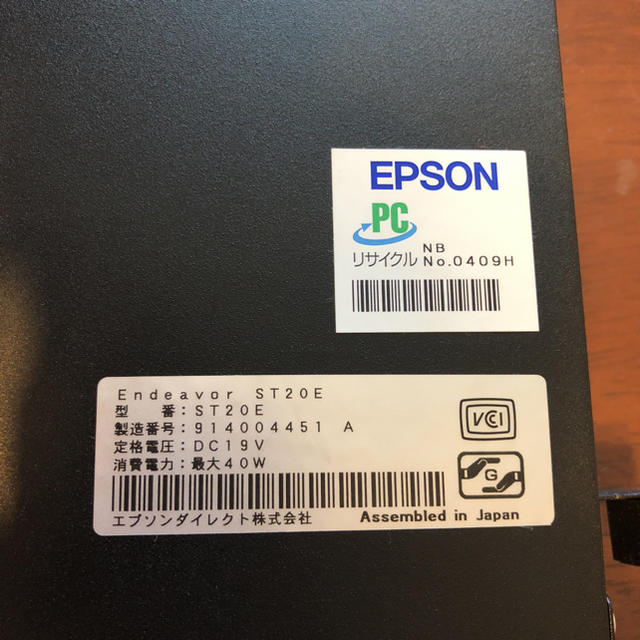 EPSON
PC
NB
リサイクル No.0409H
Endeavor ST20E
型 番:ST20E
製造番号:914004451 A
定格電圧:DC19V
消費電力:最大40W
VCCI
G
エプソンダイレクト株式会社 Assembled in Japan